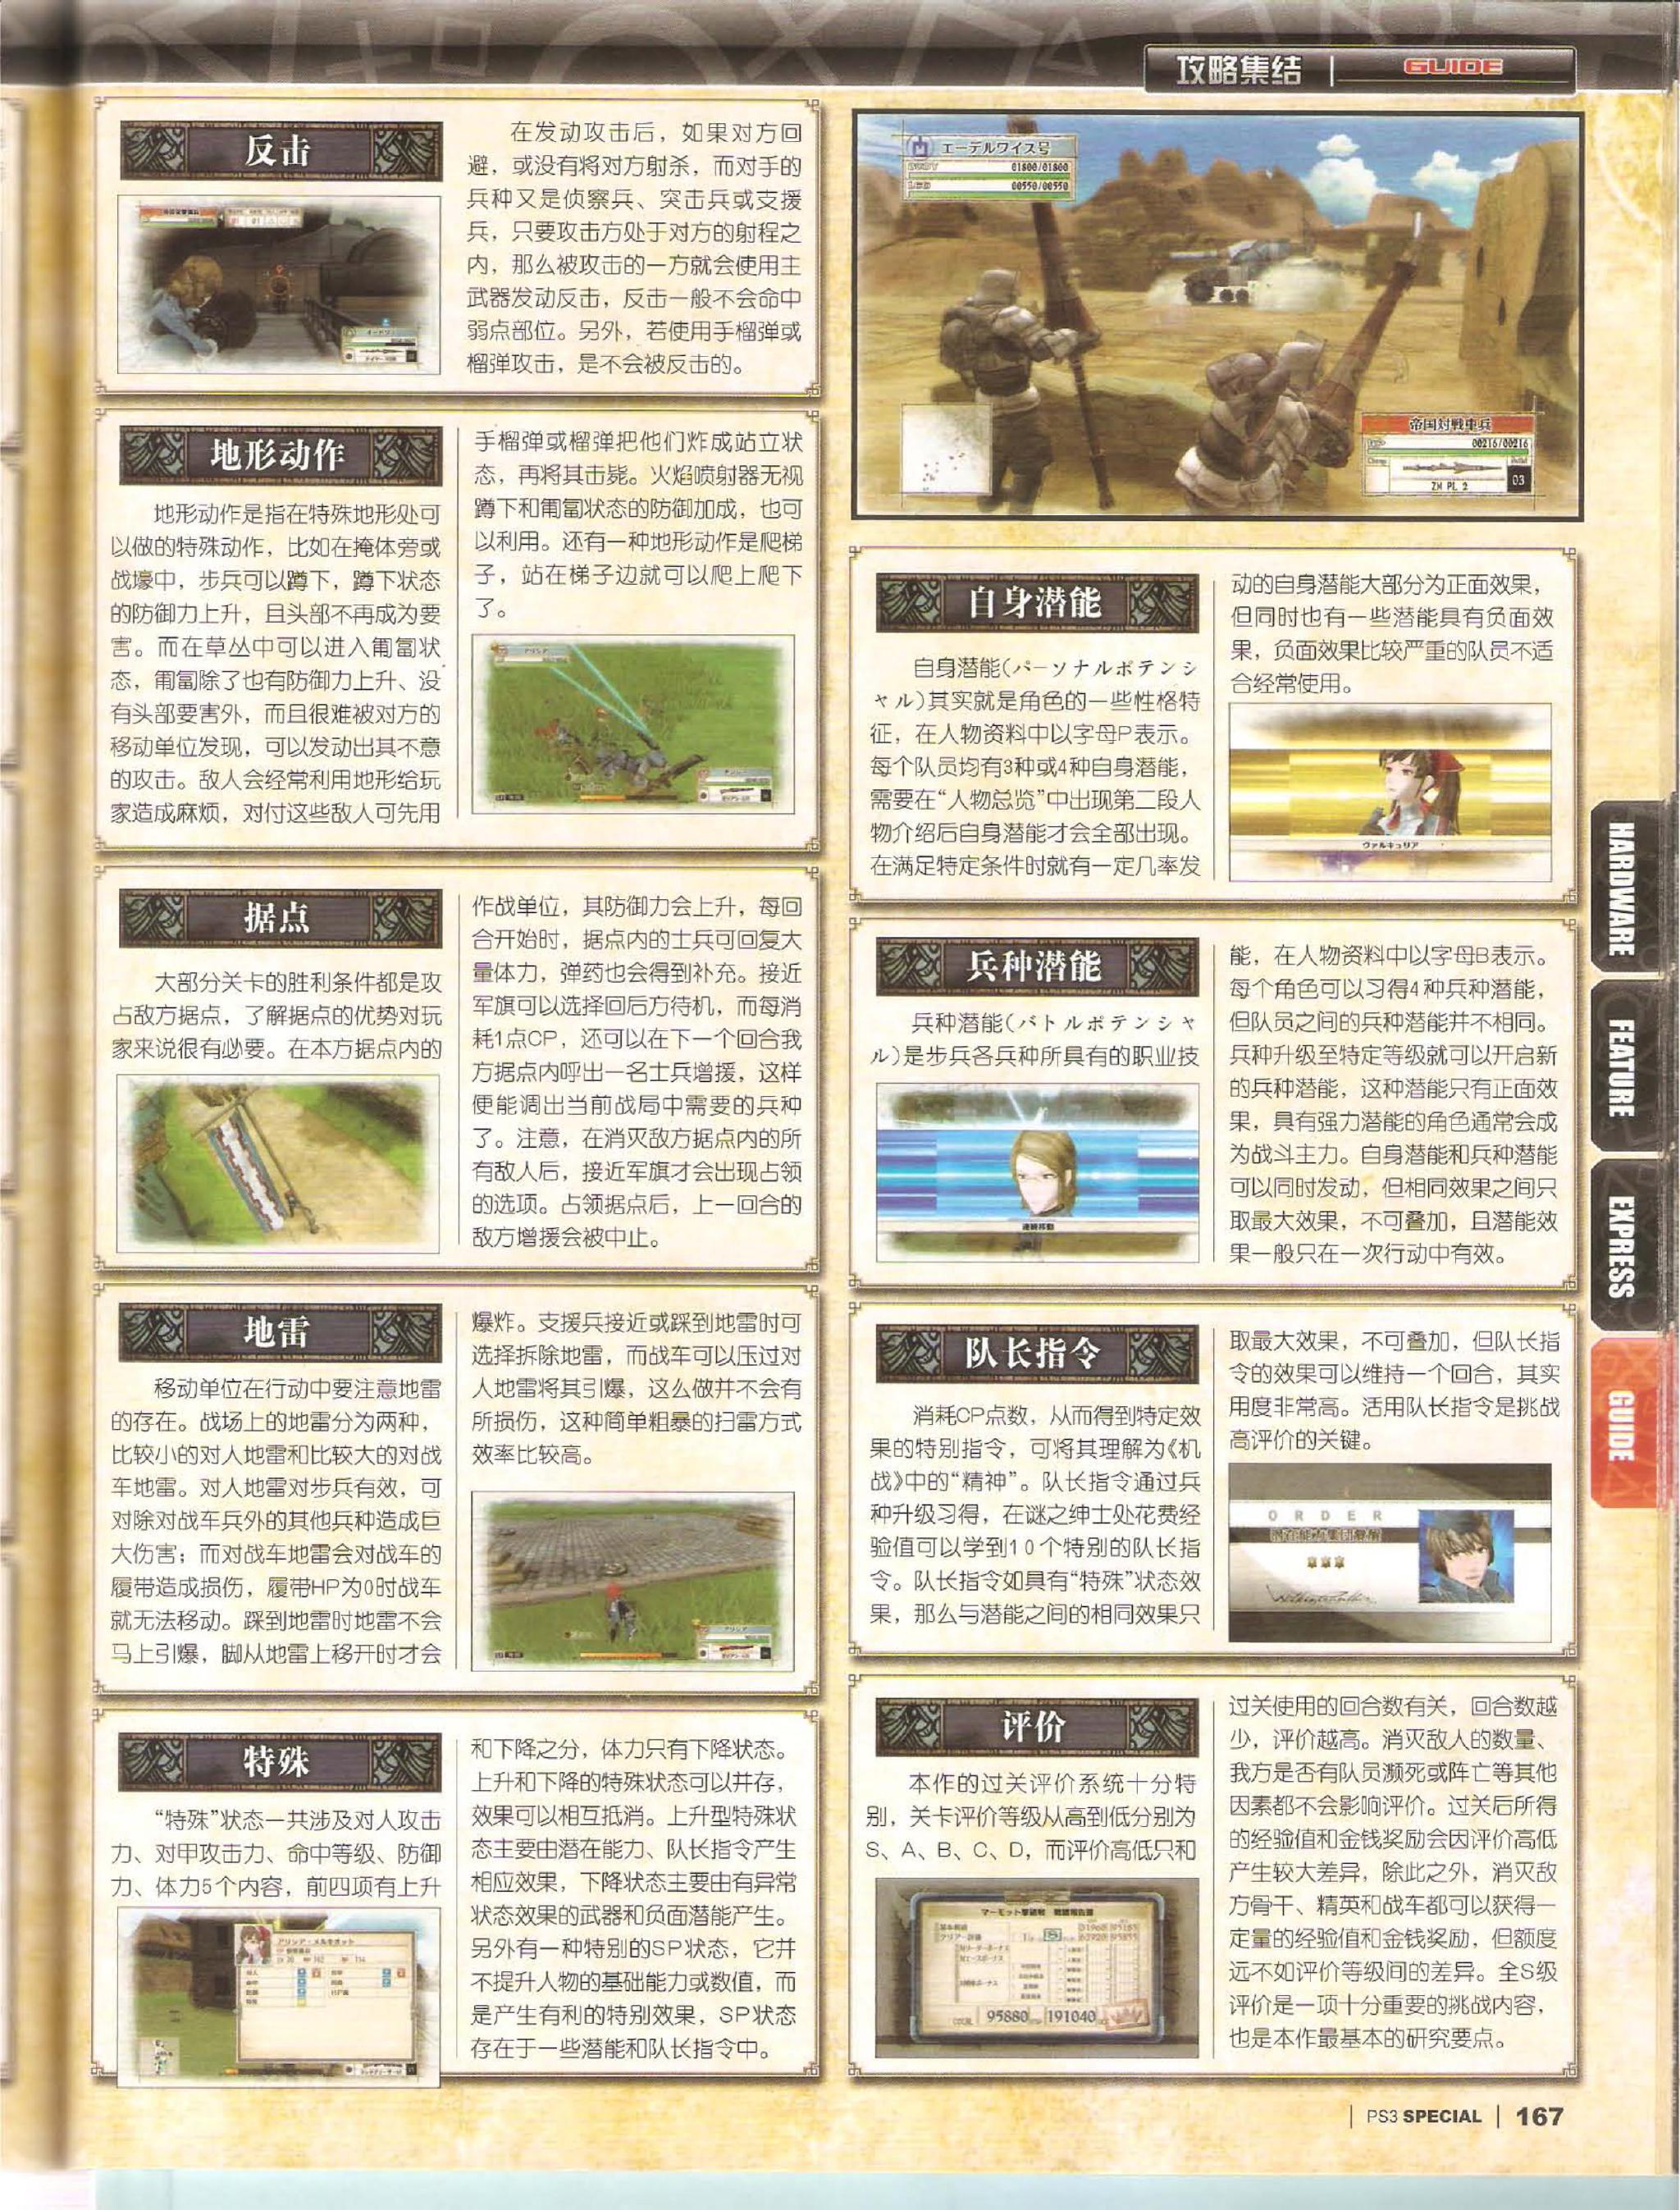 攻略集结
GUIDE
反击
在发动攻击后，如果对方回
避，或没有将对方射杀，而对手的
兵种又是侦察兵、突击兵或支援
兵，只要攻击方处于对方的射程之
内，那么被攻击的一方就会使用主
武器发动反击，反击一般不会命中
弱点部位。另外，若使用手榴弹或
榴弹攻击，是不会被反击的。
地形动作
地形动作是指在特殊地形处可
以做的特殊动作，比如在掩体旁或
战壕中，步兵可以蹲下，蹲下状态
的防御力上升，且头部不再成为要
害。而在草丛中可以进入匍匐状
态，匍匐除了也有防御力上升、没
有头部要害外，而且很难被对方的
移动单位发现，可以发动出其不意
的攻击。敌人会经常利用地形给玩
家造成麻烦，对付这些敌人可先用
手榴弹或榴弹把他们炸成站立状
态，再将其击毙。火焰喷射器无视
蹲下和匍匐状态的防御加成，也可
以利用。还有一种地形动作是爬梯
子，站在梯子边就可以爬上爬下
了。
据点
大部分关卡的胜利条件都是攻
占敌方据点，了解据点的优势对玩
家来说很有必要。在本方据点内的
作战单位，其防御力会上升，每回
合开始时，据点内的士兵可回复大
量体力，弹药也会得到补充。接近
军旗可以选择回后方待机，而每消
耗1点CP，还可以在下一个回合我
方据点内呼出一名士兵增援，这样
便能调出当前战局中需要的兵种
了。注意，在消灭敌方据点内的所
有敌人后，接近军旗才会出现占领
的选项。占领据点后，上一回合的
敌方增援会被中止。
地雷
移动单位在行动中要注意地雷
的存在。战场上的地雷分为两种，
比较小的对人地雷和比较大的对战
车地雷。对人地雷对步兵有效，可
对除对战车兵外的其他兵种造成巨
大伤害；而对战车地雷会对战车的
履带造成损伤，履带HP为0时战车
就无法移动。踩到地雷时地雷不会
马上引爆，脚从地雷上移开时才会
爆炸。支援兵接近或踩到地雷时可
选择拆除地雷，而战车可以压过对
人地雷将其引爆，这么做并不会有
所损伤，这种简单粗暴的扫雷方式
效率比较高。
特殊
“特殊”状态一共涉及对人攻击
力、对甲攻击力、命中等级、防御
力、体力5个内容，前四项有上升
和下降之分，体力只有下降状态。
上升和下降的特殊状态可以并存，
效果可以相互抵消。上升型特殊状
态主要由潜在能力、队长指令产生
相应效果，下降状态主要由有异常
状态效果的武器和负面潜能产生。
另外有一种特别的SP状态，它并
不提升人物的基础能力或数值，而
是产生有利的特别效果，SP状态
存在于一些潜能和队长指令中。
エーデルワイス号
01800/01800
00550/00550
帝国対戦車兵
00216/00216
ZM PL 2
03
自身潜能
自身潜能（パーソナルポテンシ
ャル）其实就是角色的一些性格特
征，在人物资料中以字母P表示。
每个队员均有3种或4种自身潜能，
需要在“人物总览”中出现第二段人
物介绍后自身潜能才会全部出现。
在满足特定条件时就有一定几率发
动的自身潜能大部分为正面效果，
但同时也有一些潜能具有负面效
果，负面效果比较严重的队员不适
合经常使用。
ヴァルキュリア
兵种潜能
兵种潜能（バトルポテンシャ
ル）是步兵各兵种所具有的职业技
能，在人物资料中以字母B表示。
每个角色可以习得4种兵种潜能，
但队员之间的兵种潜能并不相同。
兵种升级至特定等级就可以开启新
的兵种潜能，这种潜能只有正面效
果，具有强力潜能的角色通常会成
为战斗主力。自身潜能和兵种潜能
可以同时发动，但相同效果之间只
取最大效果，不可叠加，且潜能效
果一般只在一次行动中有效。
队长指令
消耗CP点数，从而得到特定效
果的特别指令，可将其理解为《机
战》中的“精神”。队长指令通过兵
种升级习得，在谜之绅士处花费经
验值可以学到10个特别的队长指
令。队长指令如具有“特殊”状态效
果，那么与潜能之间的相同效果只
取最大效果，不可叠加，但队长指
令的效果可以维持一个回合，其实
用度非常高。活用队长指令是挑战
高评价的关键。
ORDER
评价
本作的过关评价系统十分特
别，关卡评价等级从高到低分别为
S、A、B、C、D，而评价高低只和
过关使用的回合数有关，回合数越
少，评价越高。消灭敌人的数量、
我方是否有队员濒死或阵亡等其他
因素都不会影响评价。过关后所得
的经验值和金钱奖励会因评价高低
产生较大差异，除此之外，消灭敌
方骨干、精英和战车都可以获得一
定量的经验值和金钱奖励，但额度
远不如评价等级间的差异。全S级
评价是一项十分重要的挑战内容，
也是本作最基本的研究要点。
95880 191040
HARDWARE
FEATURE
EXPRESS
GUIDE
PS3 SPECIAL 167